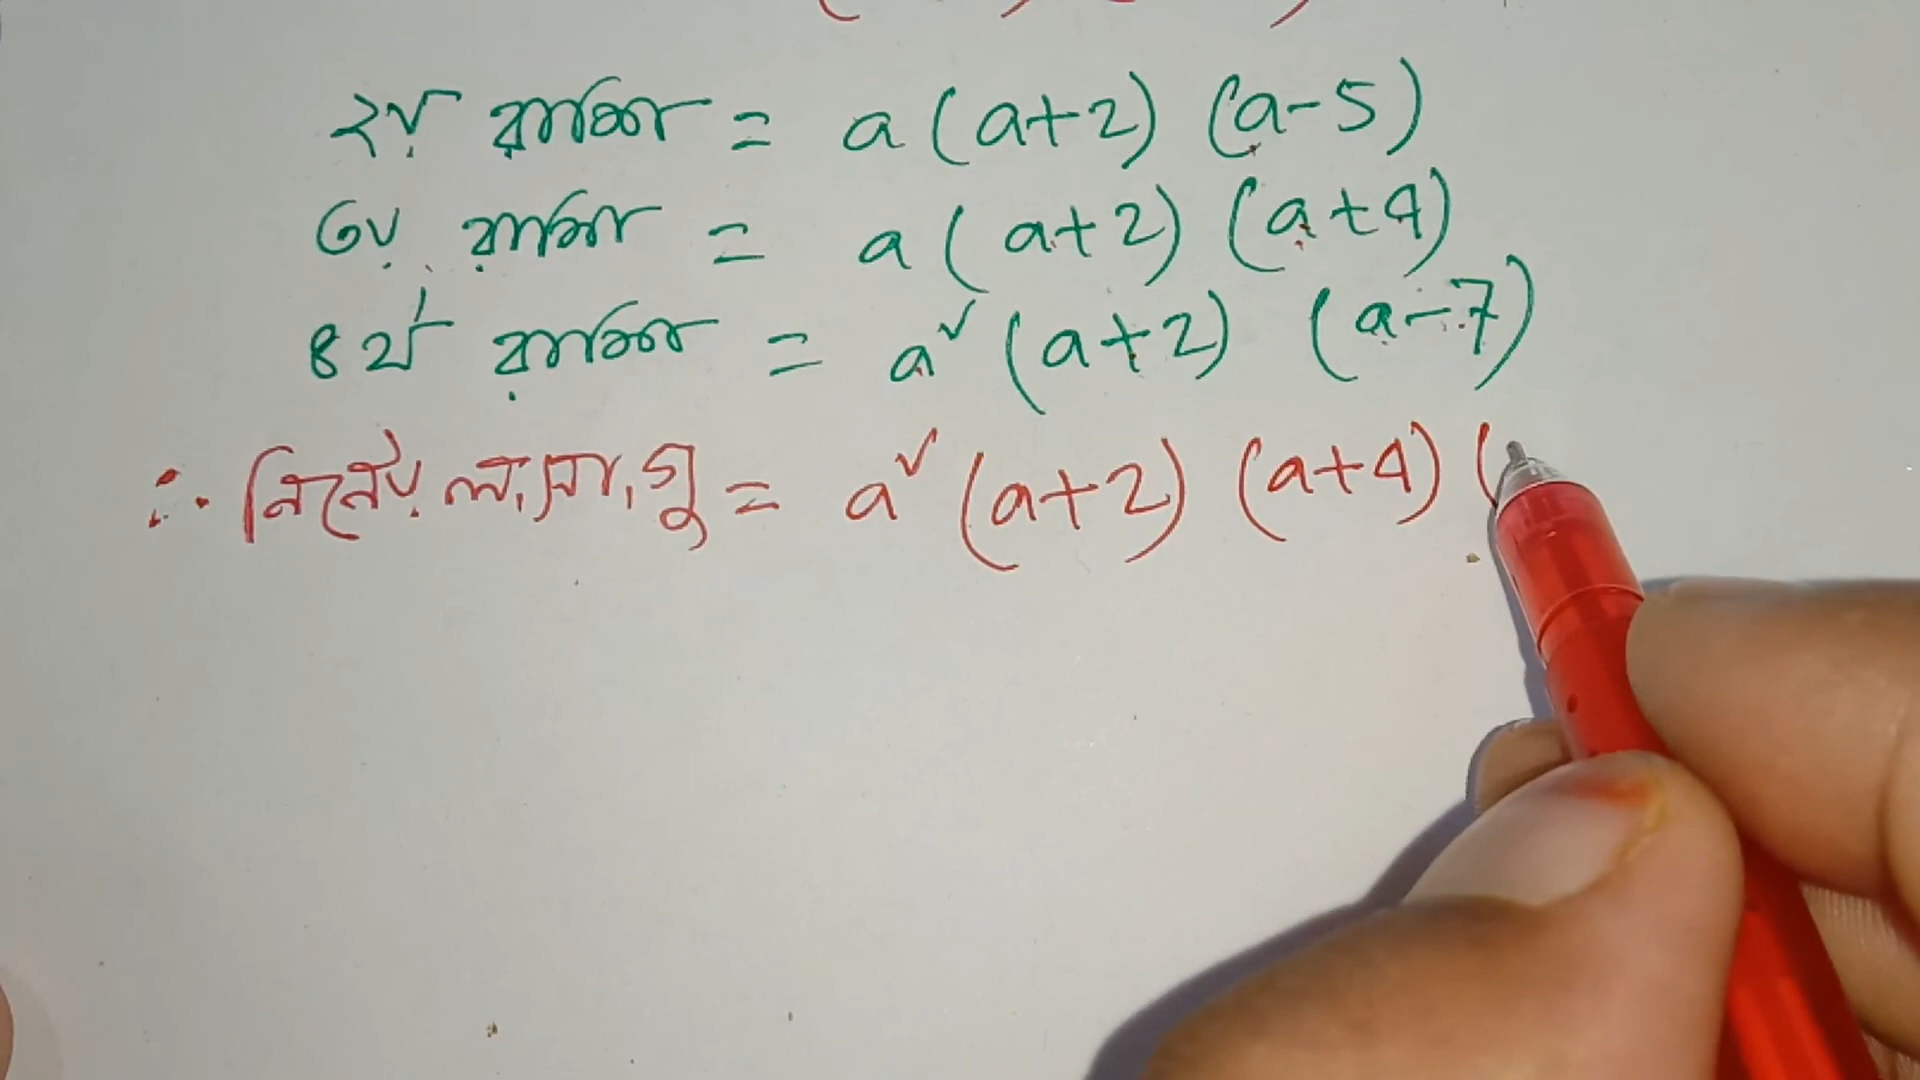 ২য় রাশি = a (a+2) (a-5)
৩য় রাশি = a (a+2) (a+4)
৪র্থ রাশি = a² (a+2) (a-7)
∴ নির্নেয় ল,সা,গু = a² (a+2) (a+4) (